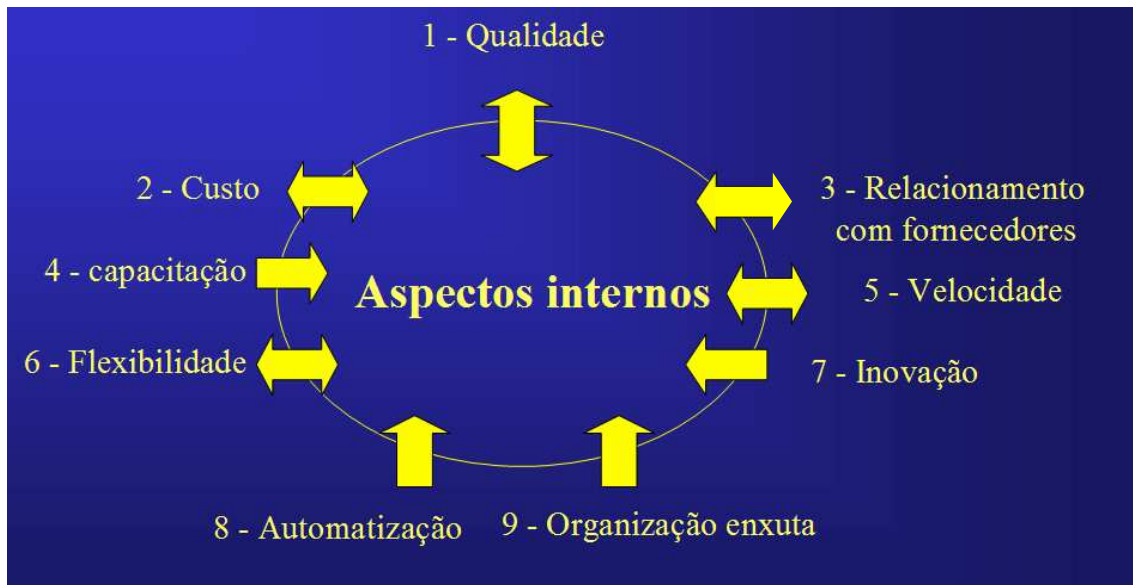 1 - Qualidade
2 - Custo
3 - Relacionamento
com fornecedores
4 - capacitação
Aspectos internos
5 - Velocidade
6 - Flexibilidade
7 - Inovação
8 - Automatização
9 - Organização enxuta